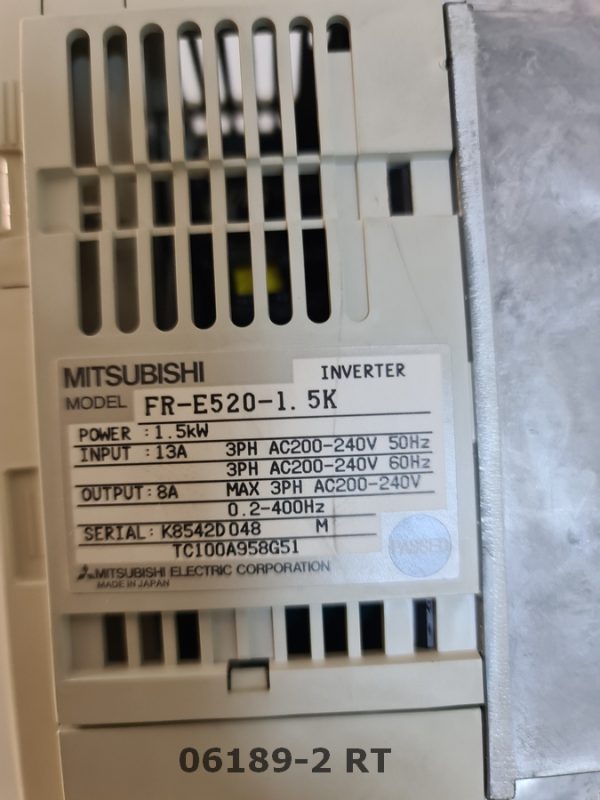 MITSUBISHI INVERTER
MODEL FR-E520-1.5K
POWER : 1.5kW
INPUT : 13A 3PH AC200-240V 50Hz
3PH AC200-240V 60Hz
OUTPUT : 8A MAX 3PH AC200-240V
0.2-400Hz
SERIAL : K8542D048 M
TC100A958G51
PASSED
MITSUBISHI ELECTRIC CORPORATION
MADE IN JAPAN
06189-2 RT